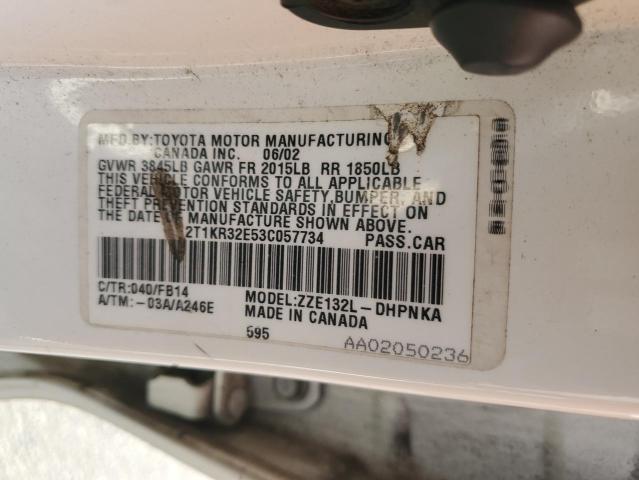 MFD.BY:TOYOTA MOTOR MANUFACTURING
CANADA INC. 06/02
GVWR 3845LB GAWR FR 2015LB RR 1850LB
THIS VEHICLE CONFORMS TO ALL APPLICABLE
FEDERAL MOTOR VEHICLE SAFETY, BUMPER, AND
THEFT PREVENTION STANDARDS IN EFFECT ON
THE DATE OF MANUFACTURE SHOWN ABOVE.
2T1KR32E53C057734 PASS.CAR
C/TR:040/FB14 MODEL:ZZE132L-DHPNKA
A/TM:-03A/A246E MADE IN CANADA
595 AA02050236